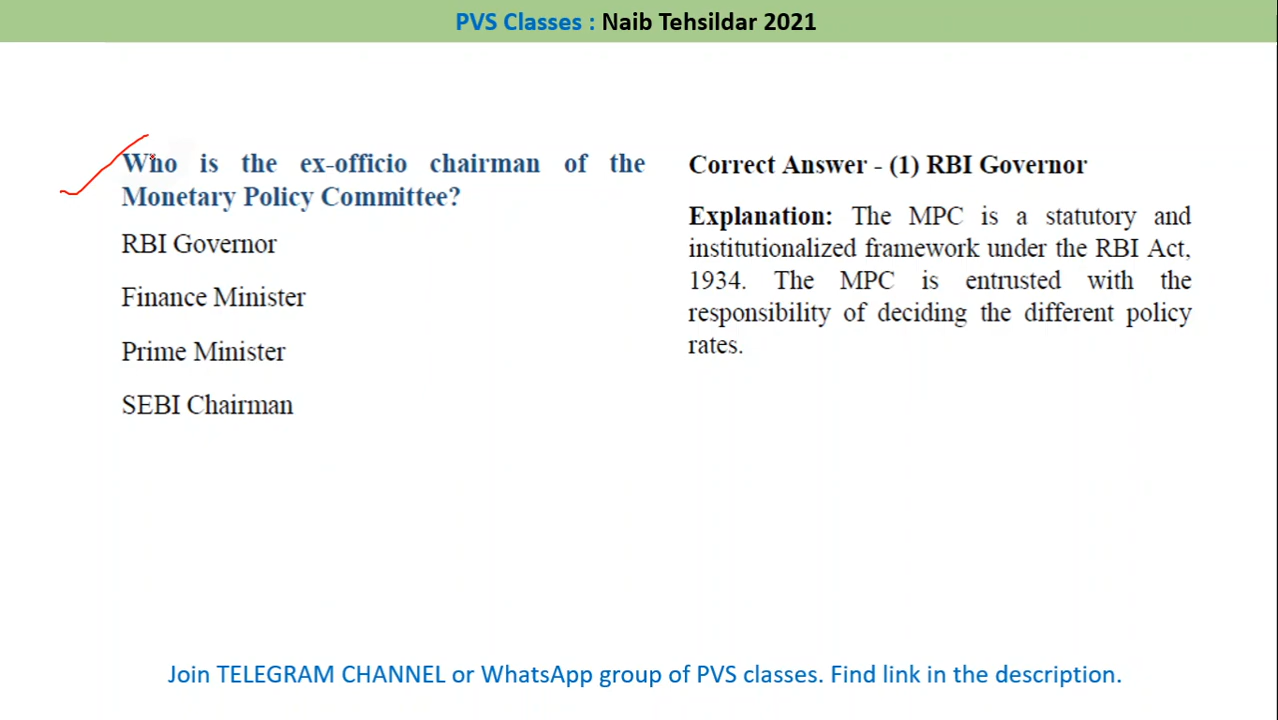 PVS Classes : Naib Tehsildar 2021
Who is the ex-officio chairman of the
Monetary Policy Committee?
RBI Governor
Finance Minister
Prime Minister
SEBI Chairman
Correct Answer - (1) RBI Governor
Explanation: The MPC is a statutory and
institutionalized framework under the RBI Act,
1934. The MPC is entrusted with the
responsibility of deciding the different policy
rates.
Join TELEGRAM CHANNEL or WhatsApp group of PVS classes. Find link in the description.